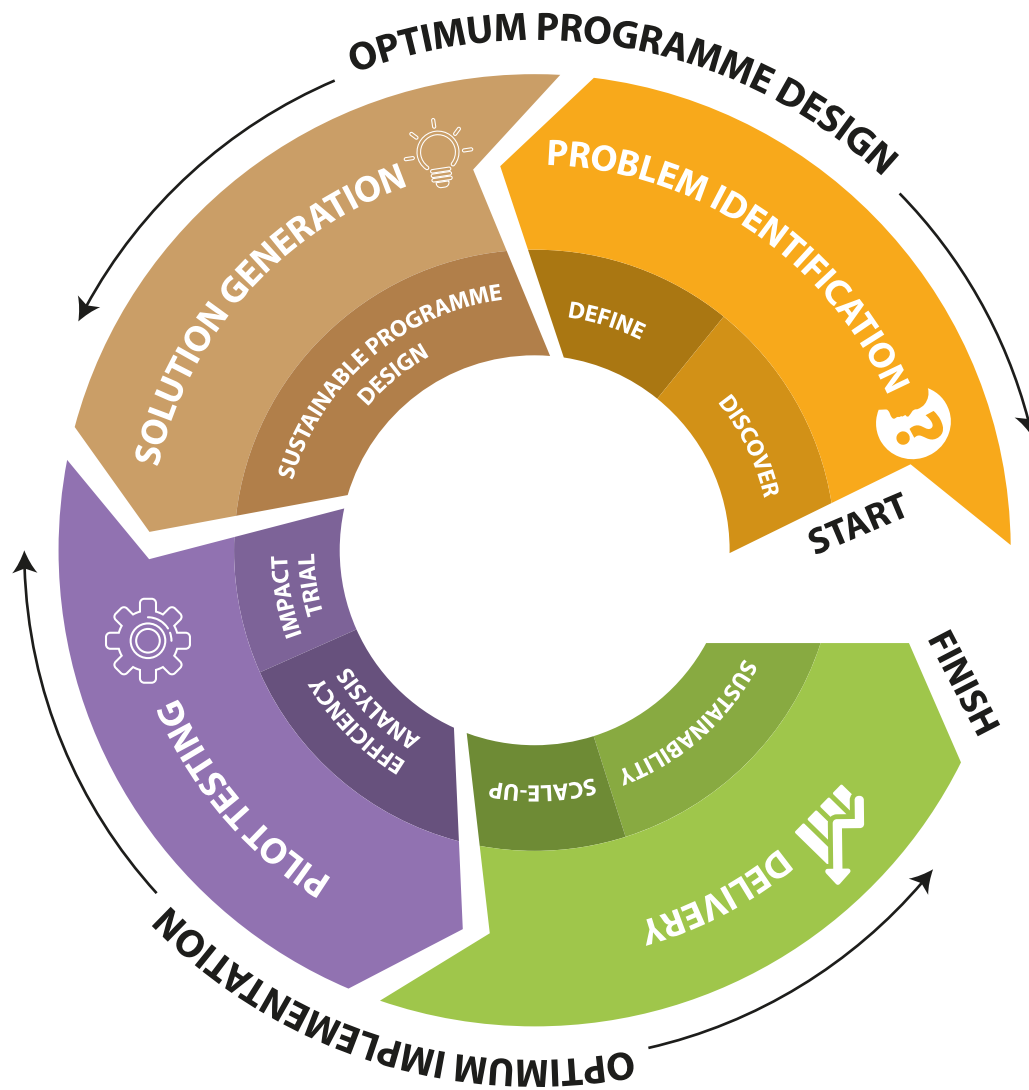 OPTIMUM PROGRAMME DESIGN
START
PROBLEM IDENTIFICATION
?
DISCOVER
DEFINE
SOLUTION GENERATION
SUSTAINABLE PROGRAMME
DESIGN
PILOT TESTING
IMPACT
TRIAL
EFFICIENCY
ANALYSIS
DELIVERY
SCALE-UP
SUSTAINABILITY
FINISH
OPTIMUM IMPLEMENTATION